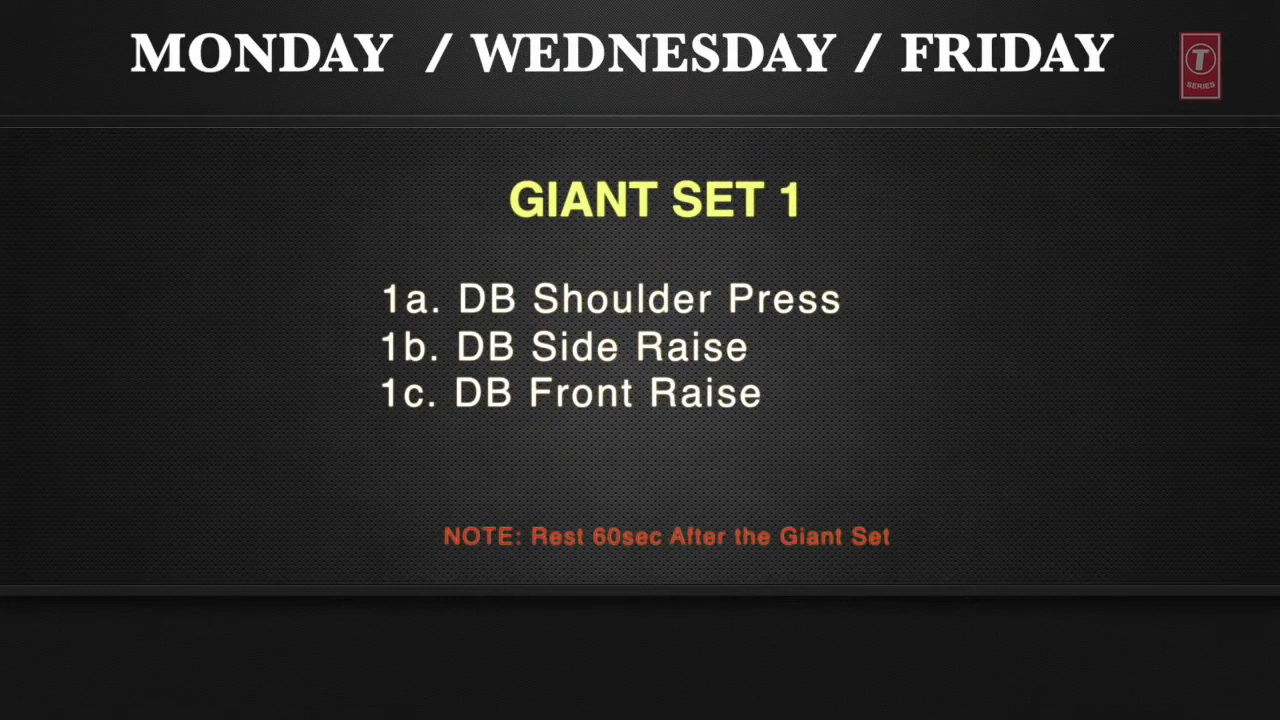 MONDAY / WEDNESDAY / FRIDAY
T
SERIES
GIANT SET 1
1a. DB Shoulder Press
1b. DB Side Raise
1c. DB Front Raise
NOTE: Rest 60sec After the Giant Set